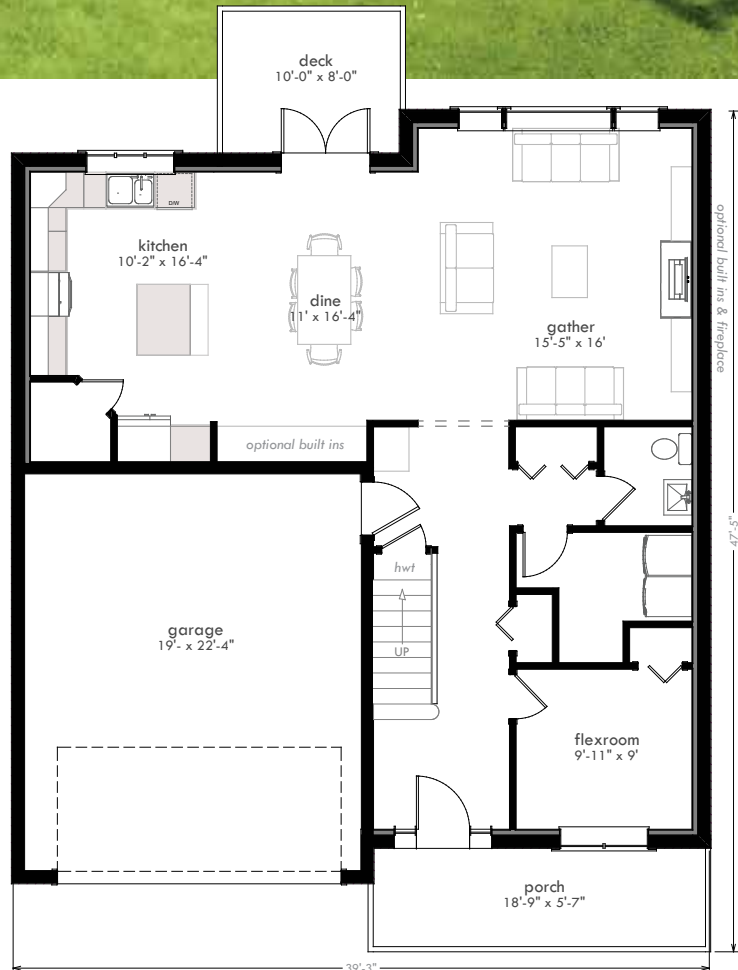 deck
10'-0" x 8'-0"
D/W
kitchen
10'-2" x 16'-4"
dine
11' x 16'-4"
gather
15'-5" x 16'
optional built ins & fireplace
optional built ins
hwt
UP
garage
19'- x 22'-4"
flexroom
9'-11" x 9'
47'-5"
porch
18'-9" x 5'-7"
39'-3"